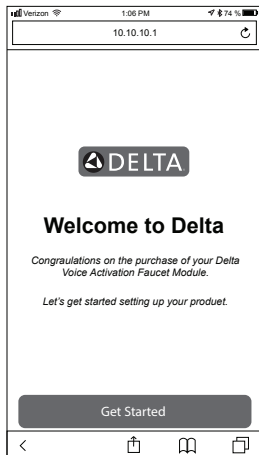 Verizon 1:06 PM 74 %
10.10.10.1
DELTA
Welcome to Delta
Congraulations on the purchase of your Delta
Voice Activation Faucet Module.
Let's get started setting up your produet.
Get Started